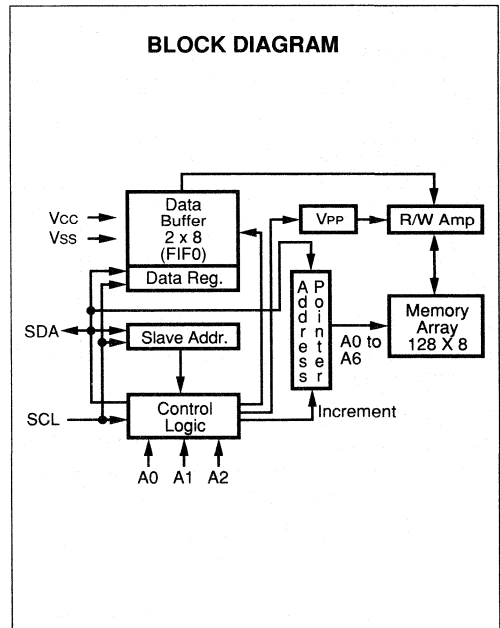 BLOCK DIAGRAM
Data
Buffer
2 x 8
(FIF0)
Data Reg.
Vcc
Vss
VPP
R/W Amp
Address
Pointer
Memory
Array
128 X 8
A0 to
A6
SDA
Slave Addr.
SCL
Control
Logic
Increment
A0 A1 A2